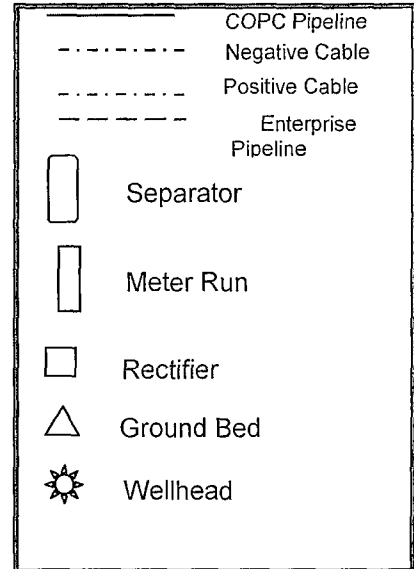 COPC Pipeline
Negative Cable
Positive Cable
Enterprise
Pipeline
Separator
Meter Run
Rectifier
Ground Bed
Wellhead